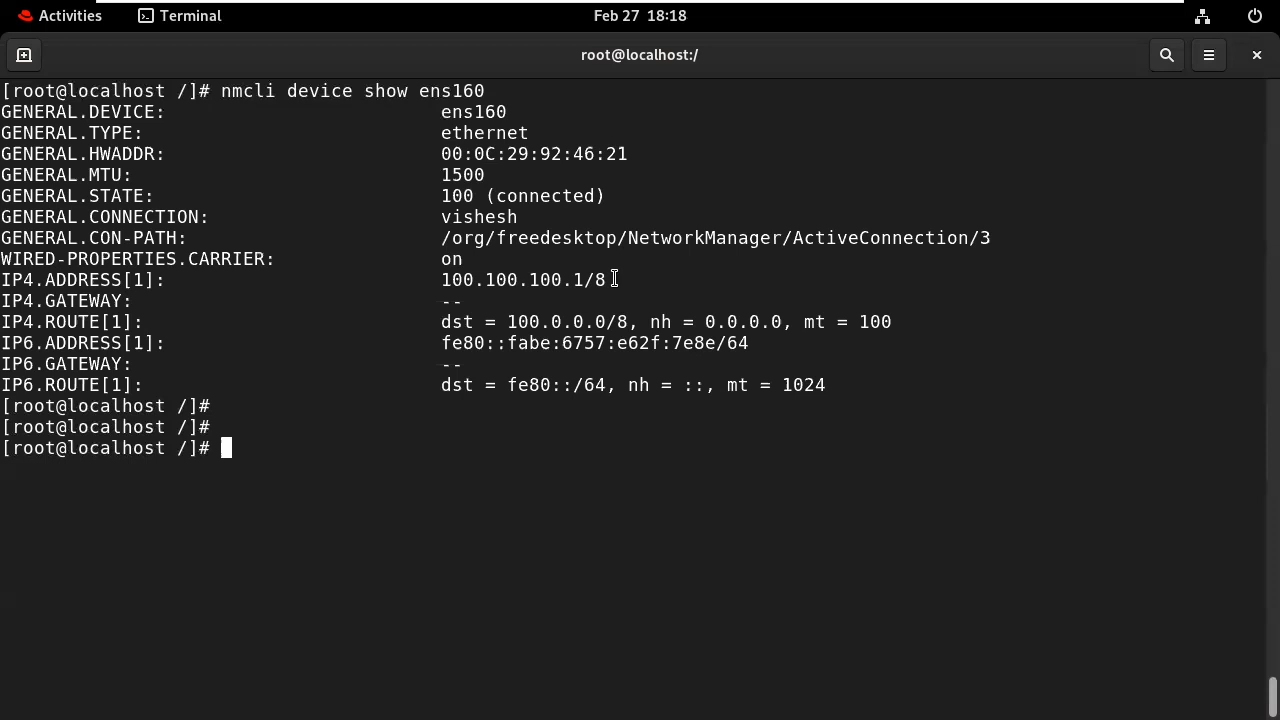 Activities Terminal Feb 27 18:18
root@localhost:/
[root@localhost /]# nmcli device show ens160
GENERAL.DEVICE: ens160
GENERAL.TYPE: ethernet
GENERAL.HWADDR: 00:0C:29:92:46:21
GENERAL.MTU: 1500
GENERAL.STATE: 100 (connected)
GENERAL.CONNECTION: vishesh
GENERAL.CON-PATH: /org/freedesktop/NetworkManager/ActiveConnection/3
WIRED-PROPERTIES.CARRIER: on
IP4.ADDRESS[1]: 100.100.100.1/8
IP4.GATEWAY: --
IP4.ROUTE[1]: dst = 100.0.0.0/8, nh = 0.0.0.0, mt = 100
IP6.ADDRESS[1]: fe80::fabe:6757:e62f:7e8e/64
IP6.GATEWAY: --
IP6.ROUTE[1]: dst = fe80::/64, nh = ::, mt = 1024
[root@localhost /]#
[root@localhost /]#
[root@localhost /]#